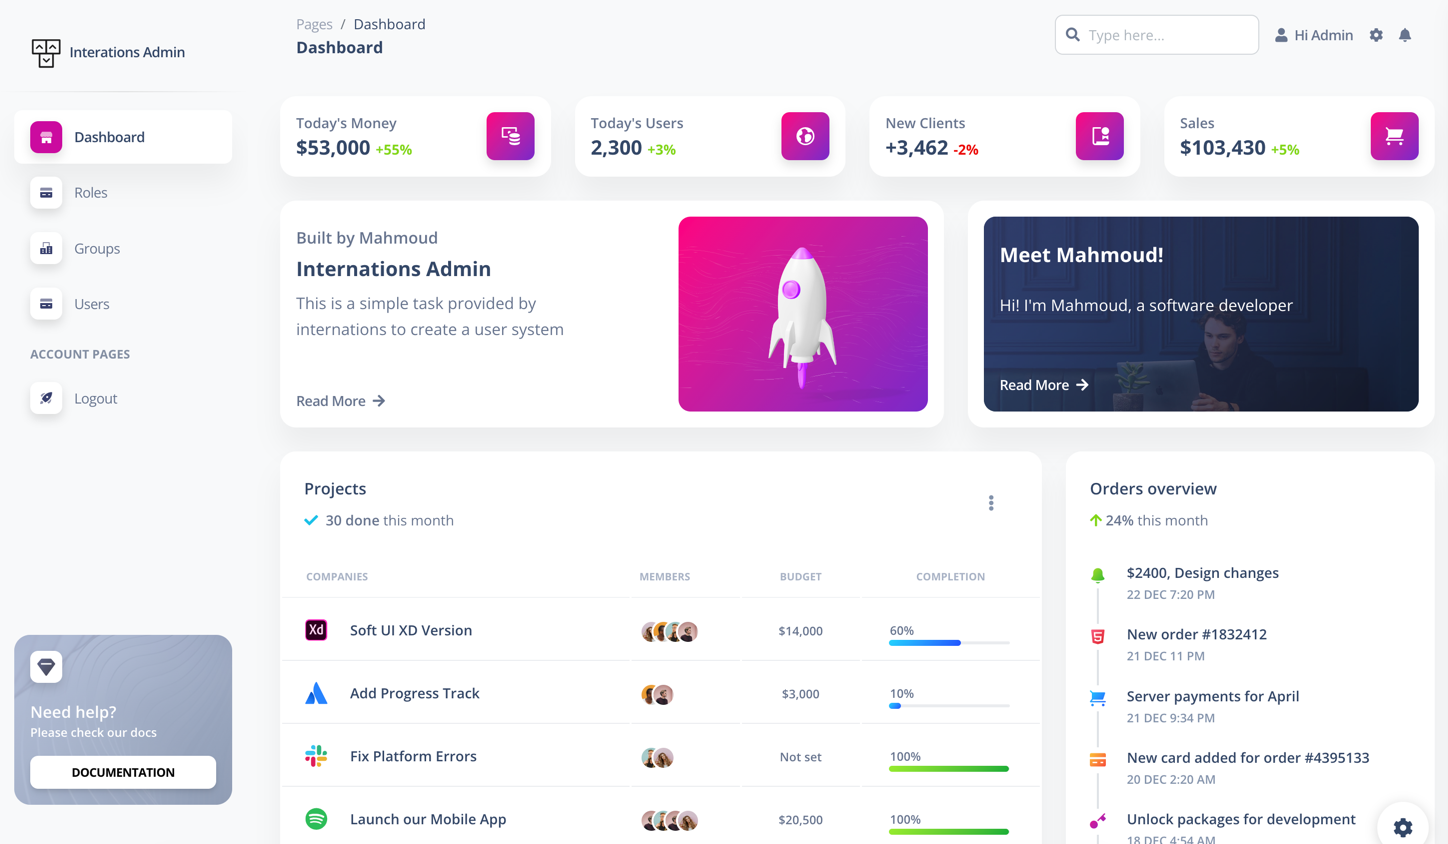 Interations Admin
Dashboard
Roles
Groups
Users
ACCOUNT PAGES
Logout
Need help?
Please check our docs
DOCUMENTATION
Pages / Dashboard
Dashboard
Type here...
Hi Admin
Today's Money
$53,000 +55%
Today's Users
2,300 +3%
New Clients
+3,462 -2%
Sales
$103,430 +5%
Built by Mahmoud
Internations Admin
This is a simple task provided by
internations to create a user system
Read More
Meet Mahmoud!
Hi! I'm Mahmoud, a software developer
Read More
Projects
30 done this month
COMPANIES MEMBERS BUDGET COMPLETION
Xd Soft UI XD Version $14,000 60%
Add Progress Track $3,000 10%
Fix Platform Errors Not set 100%
Launch our Mobile App $20,500 100%
Orders overview
24% this month
$2400, Design changes
22 DEC 7:20 PM
New order #1832412
21 DEC 11 PM
Server payments for April
21 DEC 9:34 PM
New card added for order #4395133
20 DEC 2:20 AM
Unlock packages for development
18 DEC 4:54 AM